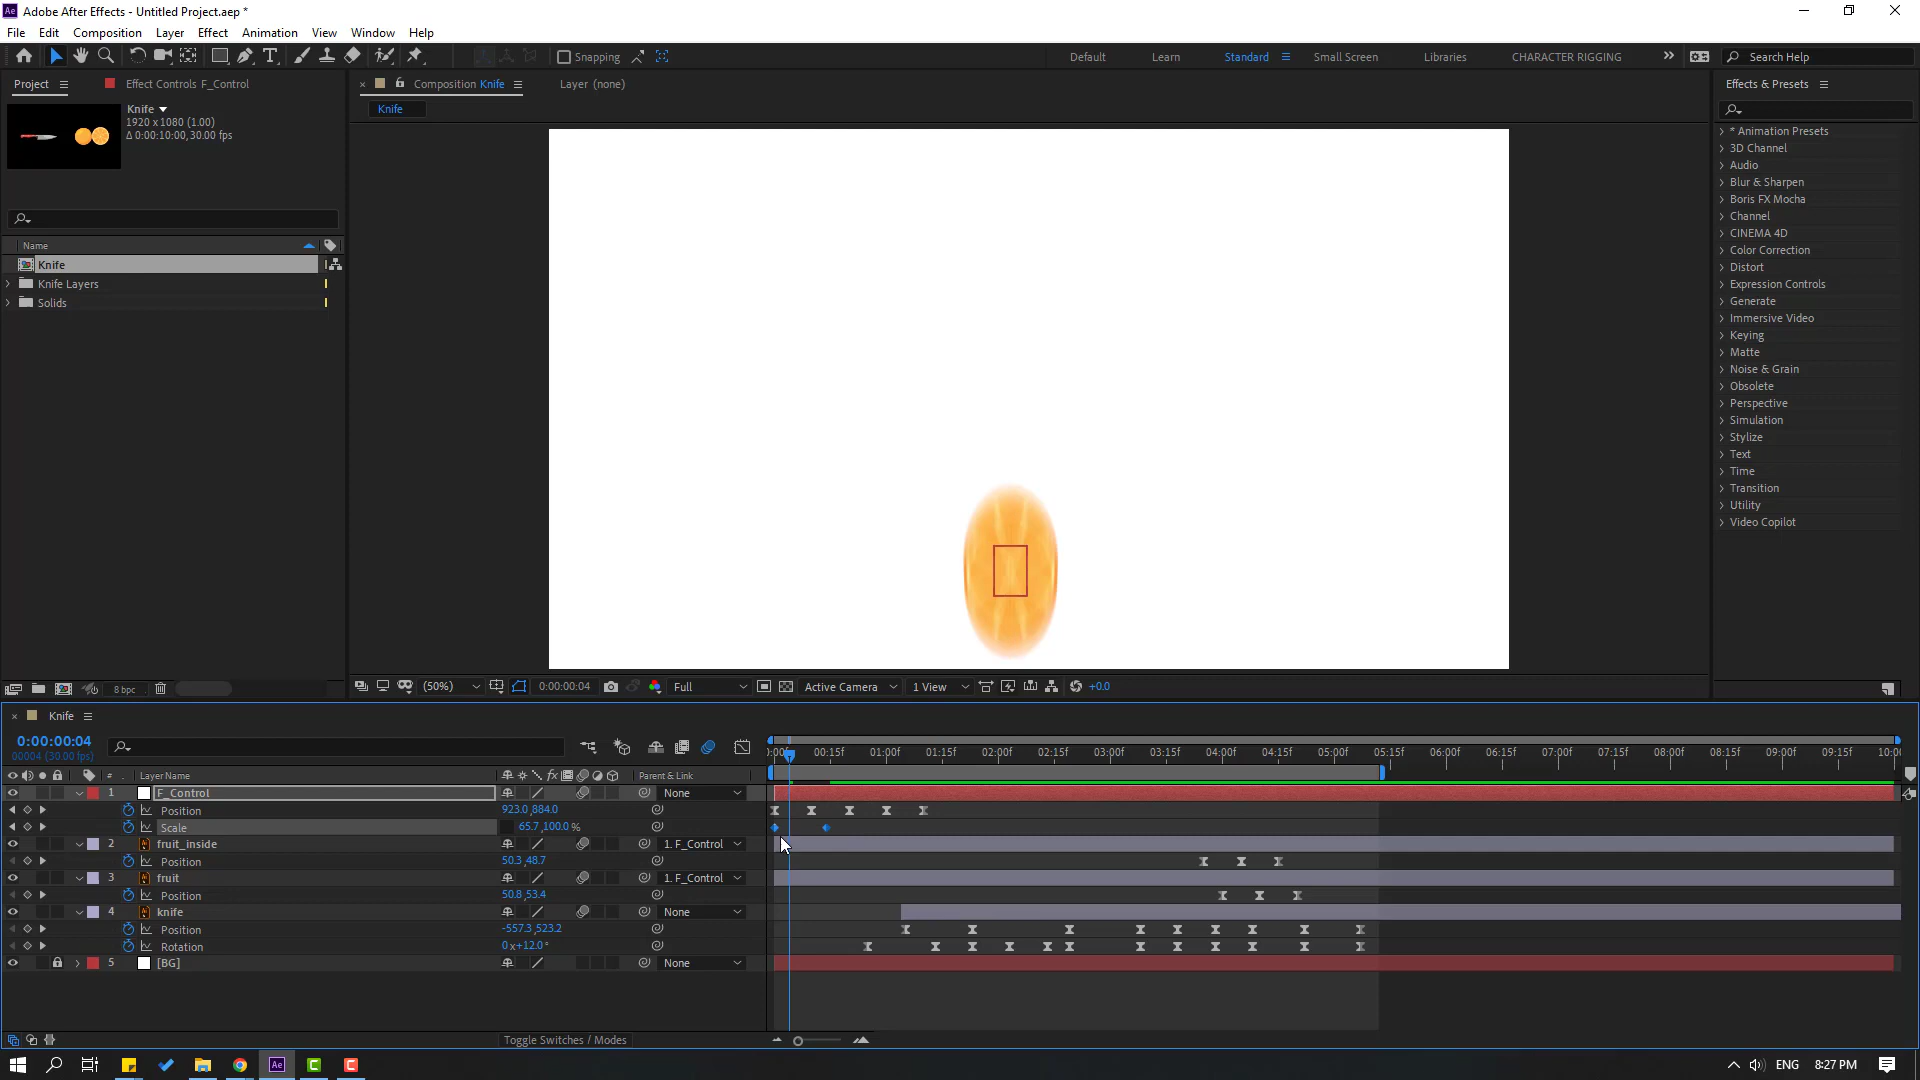 Adobe After Effects - Untitled Project.aep *
File Edit Composition Layer Effect Animation View Window Help
Snapping Default Learn Standard Small Screen Libraries CHARACTER RIGGING Search Help
Project Effect Controls F_Control
Composition Knife Layer (none)
Effects & Presets
Knife
1920 x 1080 (1.00)
Δ 0:00:10:00, 30.00 fps
Knife
Name
Knife
Knife Layers
Solids
8 bpc
* Animation Presets
3D Channel
Audio
Blur & Sharpen
Boris FX Mocha
Channel
CINEMA 4D
Color Correction
Distort
Expression Controls
Generate
Immersive Video
Keying
Matte
Noise & Grain
Obsolete
Perspective
Simulation
Stylize
Text
Time
Transition
Utility
Video Copilot
(50%) 0:00:00:04 Full Active Camera 1 View +0.0
Knife
0:00:00:04
00004 (30.00 fps)
0:00f 00:15f 01:00f 01:15f 02:00f 02:15f 03:00f 03:15f 04:00f 04:15f 05:00f 05:15f 06:00f 06:15f 07:00f 07:15f 08:00f 08:15f 09:00f 09:15f 10:00
# Layer Name fx Parent & Link
1 F_Control None
Position 923.0,884.0
Scale 65.7,100.0 %
2 fruit_inside 1. F_Control
Position 50.3,48.7
3 fruit 1. F_Control
Position 50.8,53.4
4 knife None
Position -557.3,523.2
Rotation 0x+12.0°
5 [BG] None
Toggle Switches / Modes
ENG 8:27 PM